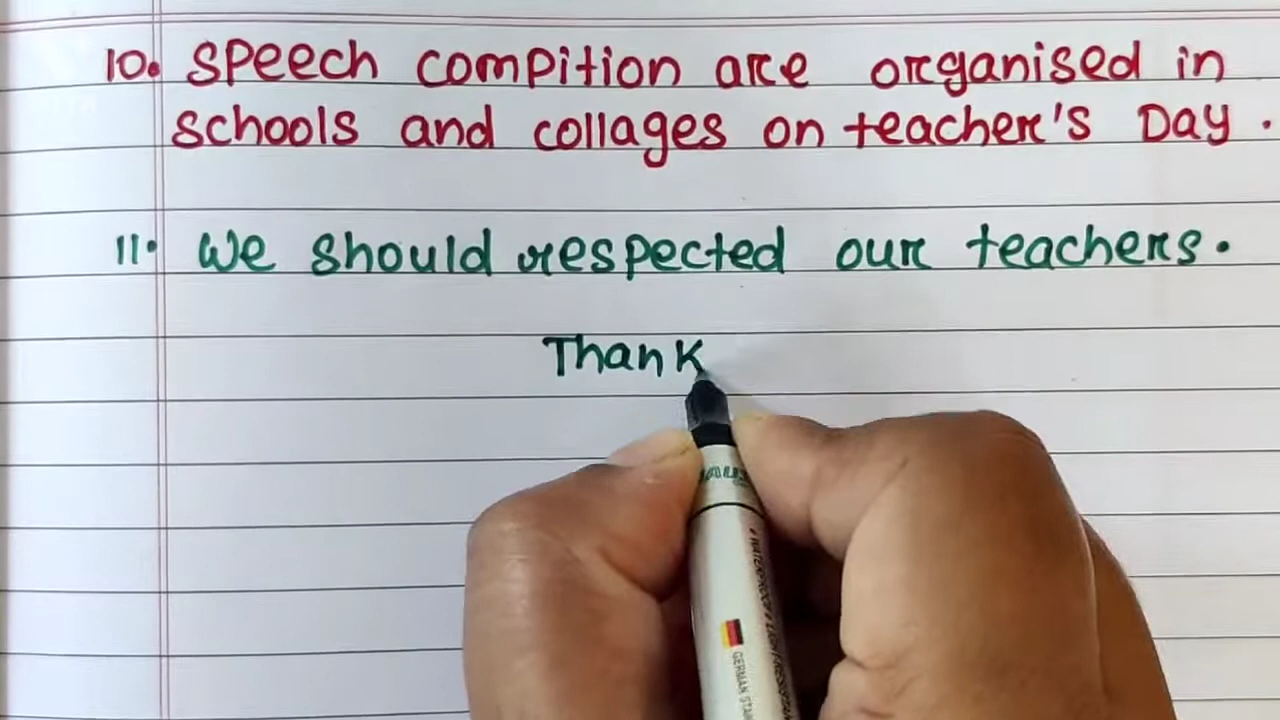 10. Speech compition are organised in
schools and collages on teacher's Day.
11. We should respected our teachers.
Thank
GERMAN